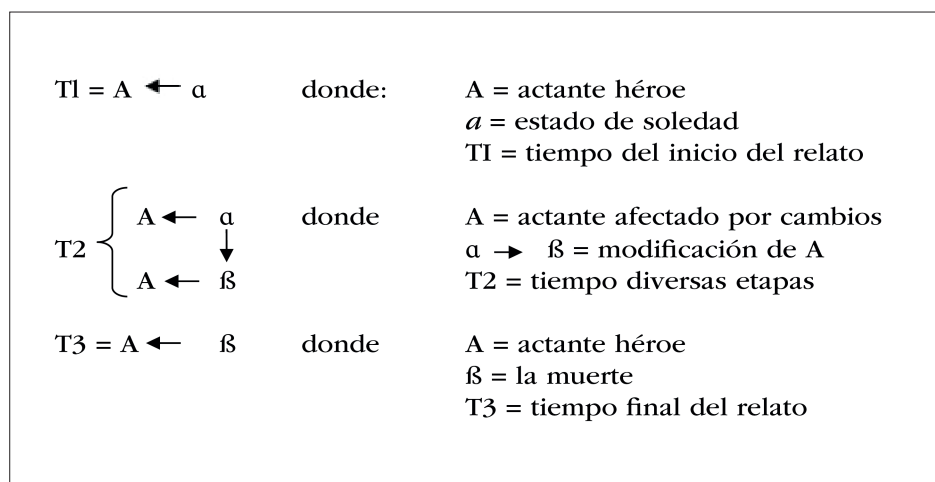 Tl = A ← ɑ donde: A = actante héroe
a = estado de soledad
TI = tiempo del inicio del relato
A ← ɑ donde A = actante afectado por cambios
T2 ↓ ɑ → ß = modificación de A
A ← ß T2 = tiempo diversas etapas
T3 = A ← ß donde A = actante héroe
ß = la muerte
T3 = tiempo final del relato